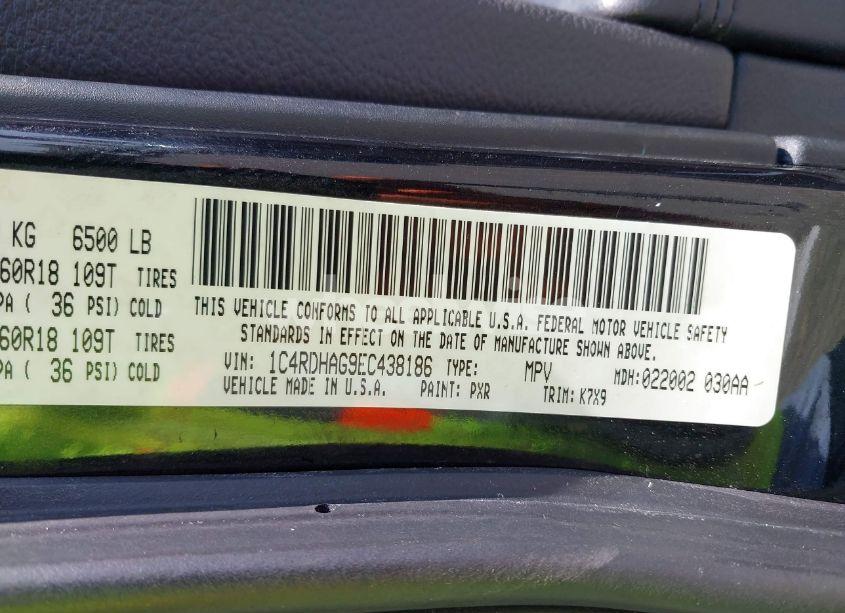 KG 6500 LB
60R18 109T TIRES
PA ( 36 PSI) COLD
60R18 109T TIRES
PA ( 36 PSI) COLD
THIS VEHICLE CONFORMS TO ALL APPLICABLE U.S.A. FEDERAL MOTOR VEHICLE SAFETY
STANDARDS IN EFFECT ON THE DATE OF MANUFACTURE SHOWN ABOVE.
VIN: 1C4RDHAG9EC438186 TYPE: MPV MDH:022002 030AA
VEHICLE MADE IN U.S.A. PAINT: PXR TRIM: K7X9